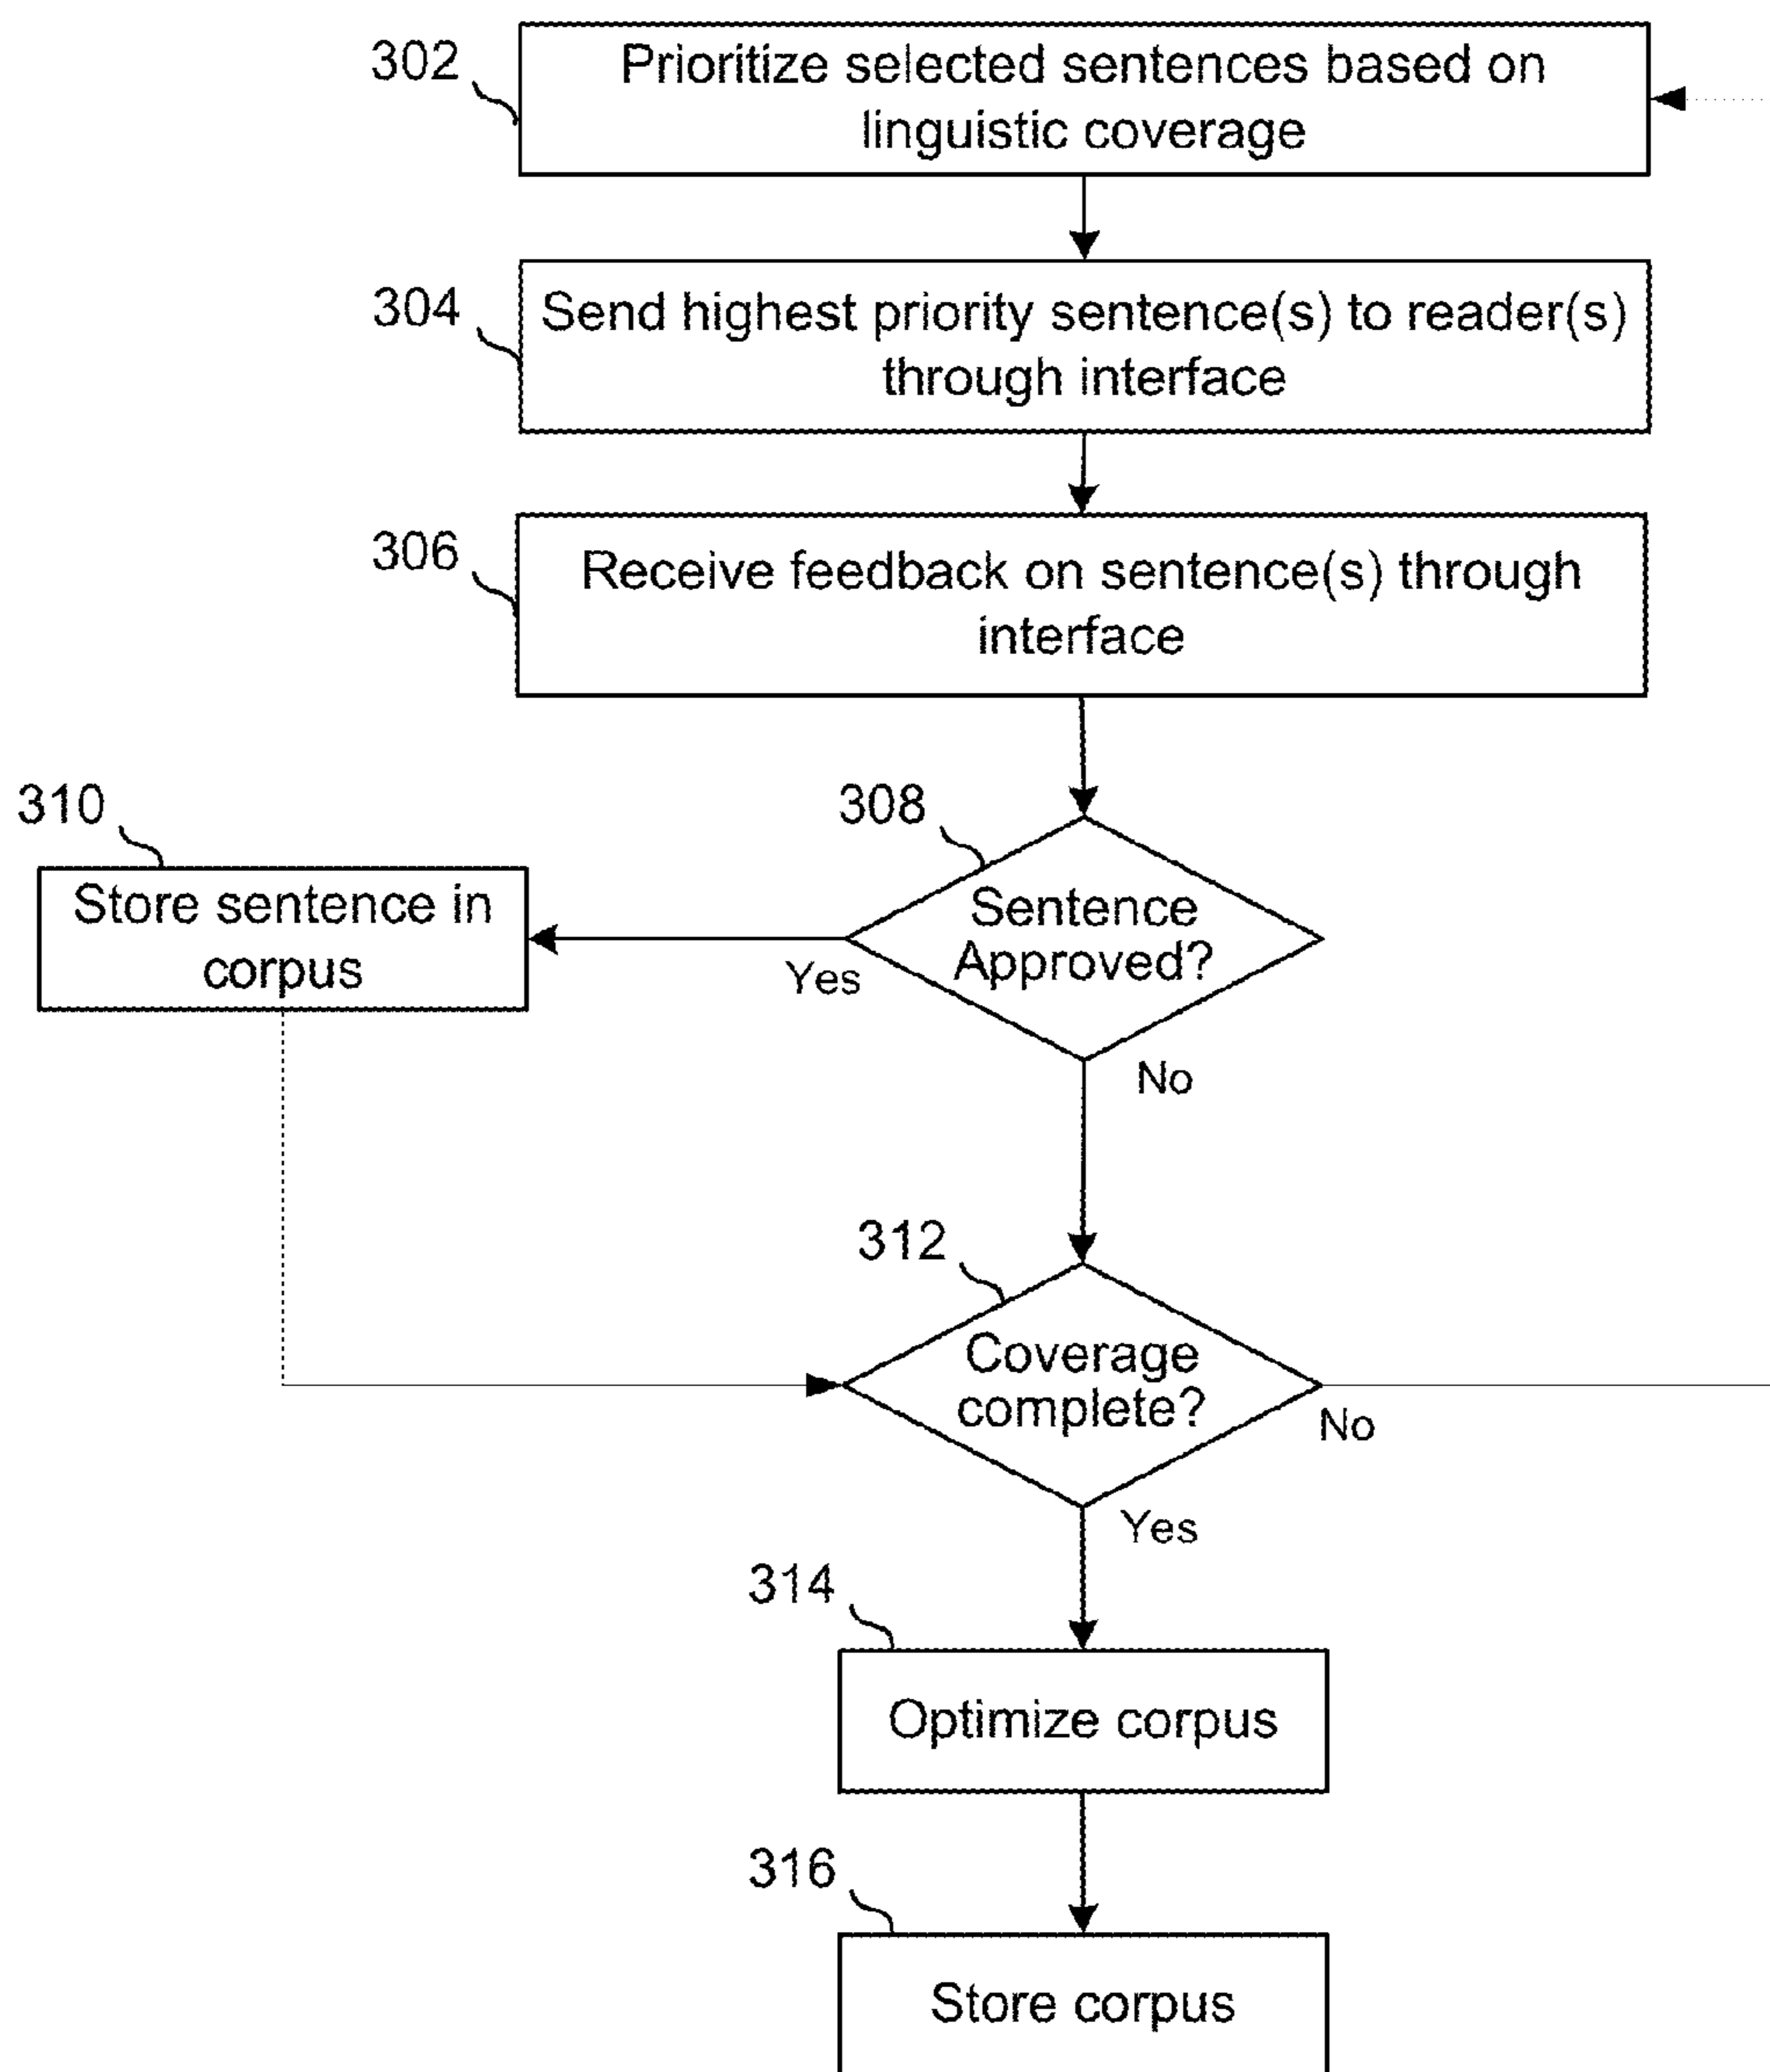 302
Prioritize selected sentences based on
linguistic coverage
304
Send highest priority sentence(s) to reader(s)
through interface
306
Receive feedback on sentence(s) through
interface
310
308
Store sentence in
corpus
Sentence
Approved?
Yes
No
312
Coverage
complete?
No
Yes
314
Optimize corpus
316
Store corpus